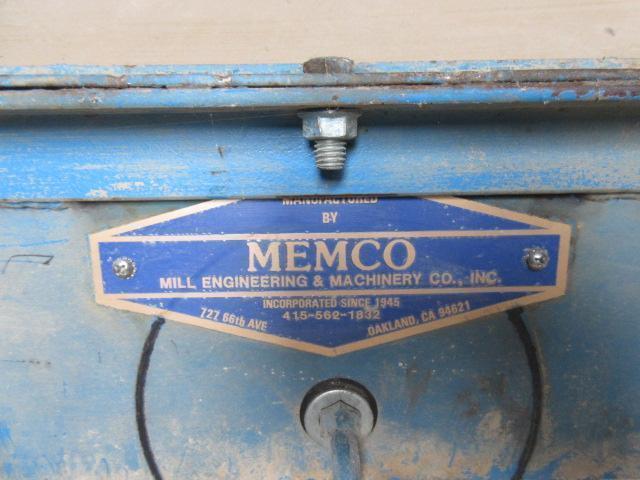 MANUFACTURED
BY
MEMCO
MILL ENGINEERING & MACHINERY CO., INC.
INCORPORATED SINCE 1945
727 66th AVE
415-562-1832
OAKLAND, CA 94621